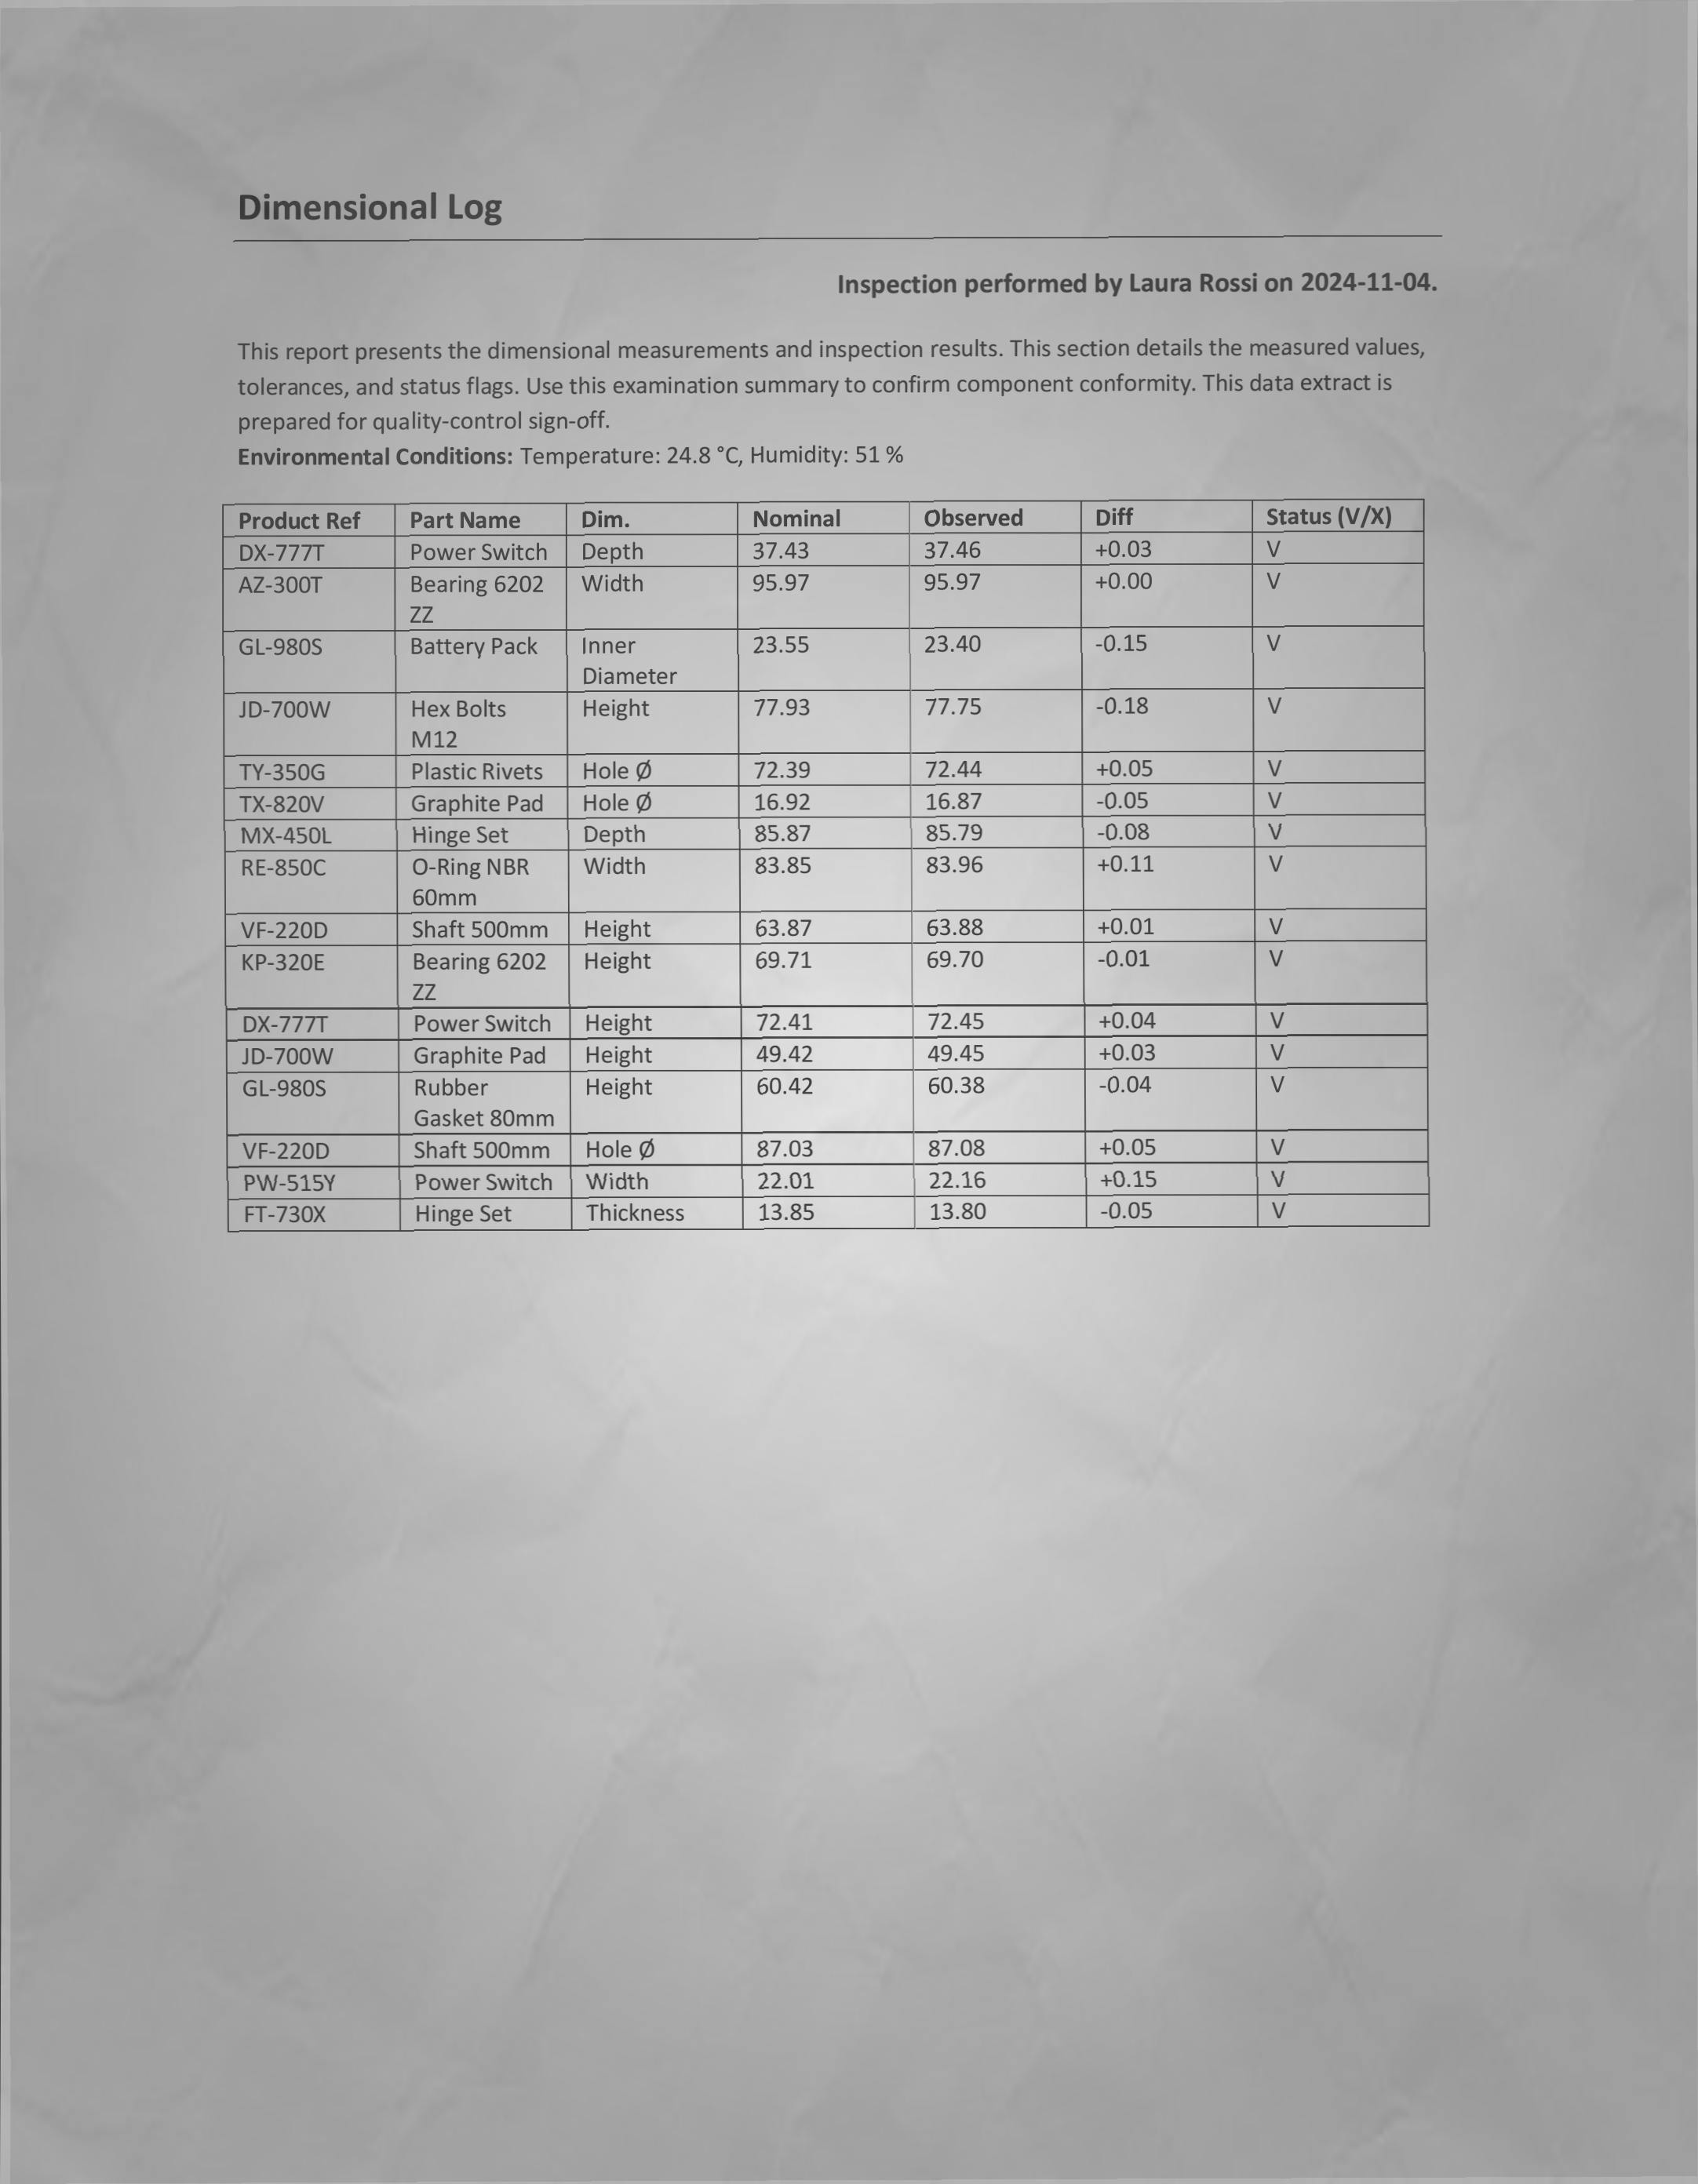 Dimensional Log
Inspection performed by Laura Rossi on 2024-11-04.
This report presents the dimensional measurements and inspection results. This section details the measured values,
tolerances, and status flags. Use this examination summary to confirm component conformity. This data extract is
prepared for quality-control sign-off.
Environmental Conditions: Temperature: 24.8 °C, Humidity: 51 %
Product Ref Part Name Dim. Nominal Observed Diff Status (V/X)
DX-777T Power Switch Depth 37.43 37.46 +0.03 V
AZ-300T Bearing 6202 Width 95.97 95.97 +0.00 V
ZZ
GL-980S Battery Pack Inner 23.55 23.40 -0.15 V
Diameter
JD-700W Hex Bolts Height 77.93 77.75 -0.18 V
M12
TY-350G Plastic Rivets Hole Ø 72.39 72.44 +0.05 V
TX-820V Graphite Pad Hole Ø 16.92 16.87 -0.05 V
MX-450L Hinge Set Depth 85.87 85.79 -0.08 V
RE-850C O-Ring NBR Width 83.85 83.96 +0.11 V
60mm
VF-220D Shaft 500mm Height 63.87 63.88 +0.01 V
KP-320E Bearing 6202 Height 69.71 69.70 -0.01 V
ZZ
DX-777T Power Switch Height 72.41 72.45 +0.04 V
JD-700W Graphite Pad Height 49.42 49.45 +0.03 V
GL-980S Rubber Height 60.42 60.38 -0.04 V
Gasket 80mm
VF-220D Shaft 500mm Hole Ø 87.03 87.08 +0.05 V
PW-515Y Power Switch Width 22.01 22.16 +0.15 V
FT-730X Hinge Set Thickness 13.85 13.80 -0.05 V